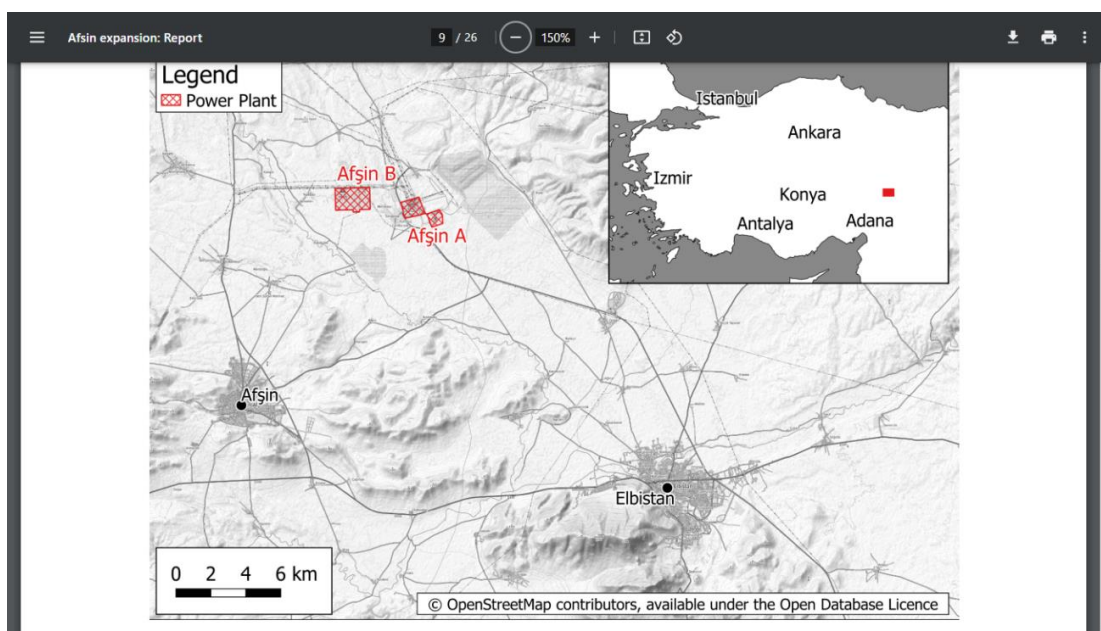 Afsin expansion: Report
9 / 26
150%
Legend
Power Plant
Afşin B
Afşin A
Afşin
Elbistan
Istanbul
Ankara
Izmir
Konya
Antalya
Adana
0 2 4 6 km
© OpenStreetMap contributors, available under the Open Database Licence